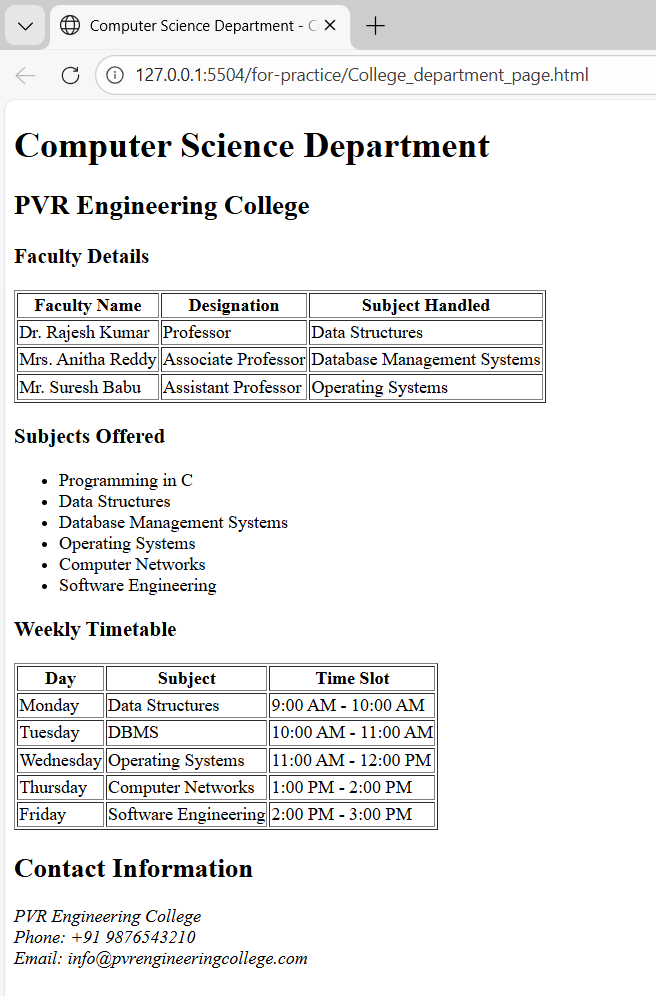 Computer Science Department - C
127.0.0.1:5504/for-practice/College_department_page.html
Computer Science Department
PVR Engineering College
Faculty Details
Faculty Name Designation Subject Handled
Dr. Rajesh Kumar Professor Data Structures
Mrs. Anitha Reddy Associate Professor Database Management Systems
Mr. Suresh Babu Assistant Professor Operating Systems
Subjects Offered
• Programming in C
• Data Structures
• Database Management Systems
• Operating Systems
• Computer Networks
• Software Engineering
Weekly Timetable
Day Subject Time Slot
Monday Data Structures 9:00 AM - 10:00 AM
Tuesday DBMS 10:00 AM - 11:00 AM
Wednesday Operating Systems 11:00 AM - 12:00 PM
Thursday Computer Networks 1:00 PM - 2:00 PM
Friday Software Engineering 2:00 PM - 3:00 PM
Contact Information
PVR Engineering College
Phone: +91 9876543210
Email: info@pvrengineeringcollege.com